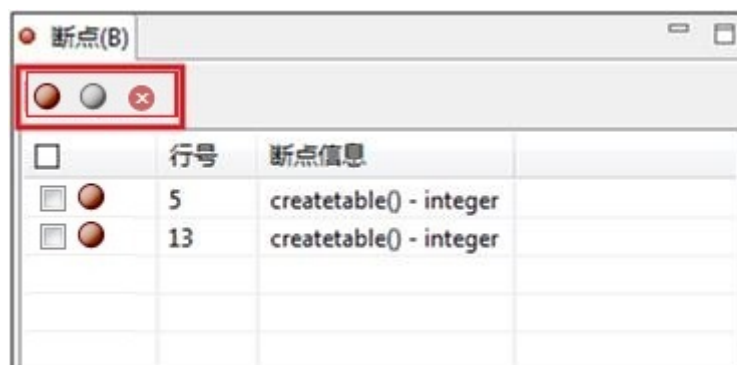 断点(B)
行号 断点信息
5 createtable() - integer
13 createtable() - integer